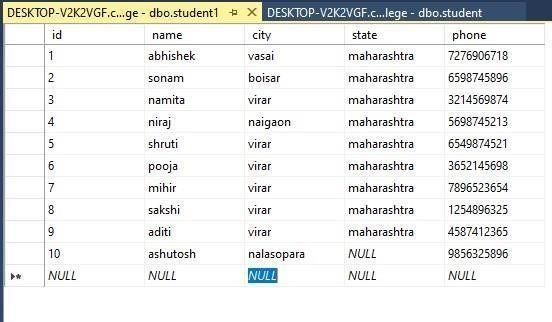 DESKTOP-V2K2VGF.c...ge - dbo.student1 DESKTOP-V2K2VGF.c...lege - dbo.student
id name city state phone
1 abhishek vasai maharashtra 7276906718
2 sonam boisar maharashtra 6598745896
3 namita virar maharashtra 3214569874
4 niraj naigaon maharashtra 5698745213
5 shruti virar maharashtra 6549874521
6 pooja virar maharashtra 3652145698
7 mihir virar maharashtra 7896523654
8 sakshi virar maharashtra 1254896325
9 aditi virar maharashtra 4587412365
10 ashutosh nalasopara NULL 9856325896
NULL NULL NULL NULL NULL